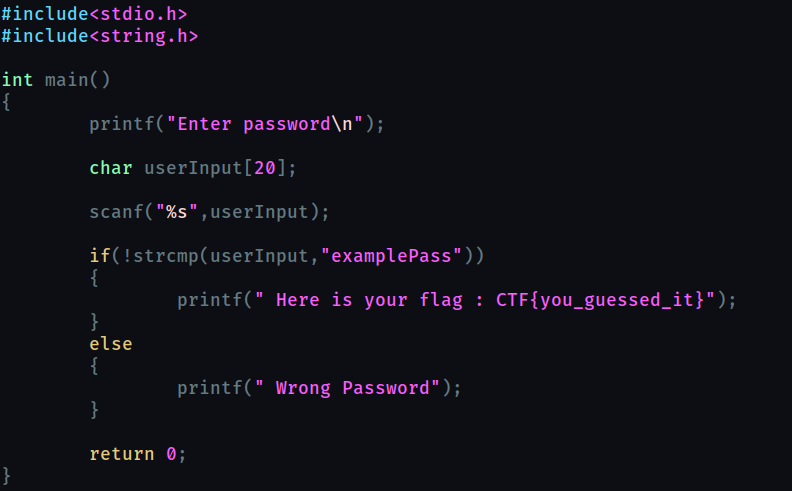 #include<stdio.h>
#include<string.h>

int main()
{
        printf("Enter password\n");

        char userInput[20];

        scanf("%s",userInput);

        if(!strcmp(userInput,"examplePass"))
        {
                printf(" Here is your flag : CTF{you_guessed_it}");
        }
        else
        {
                printf(" Wrong Password");
        }

        return 0;
}